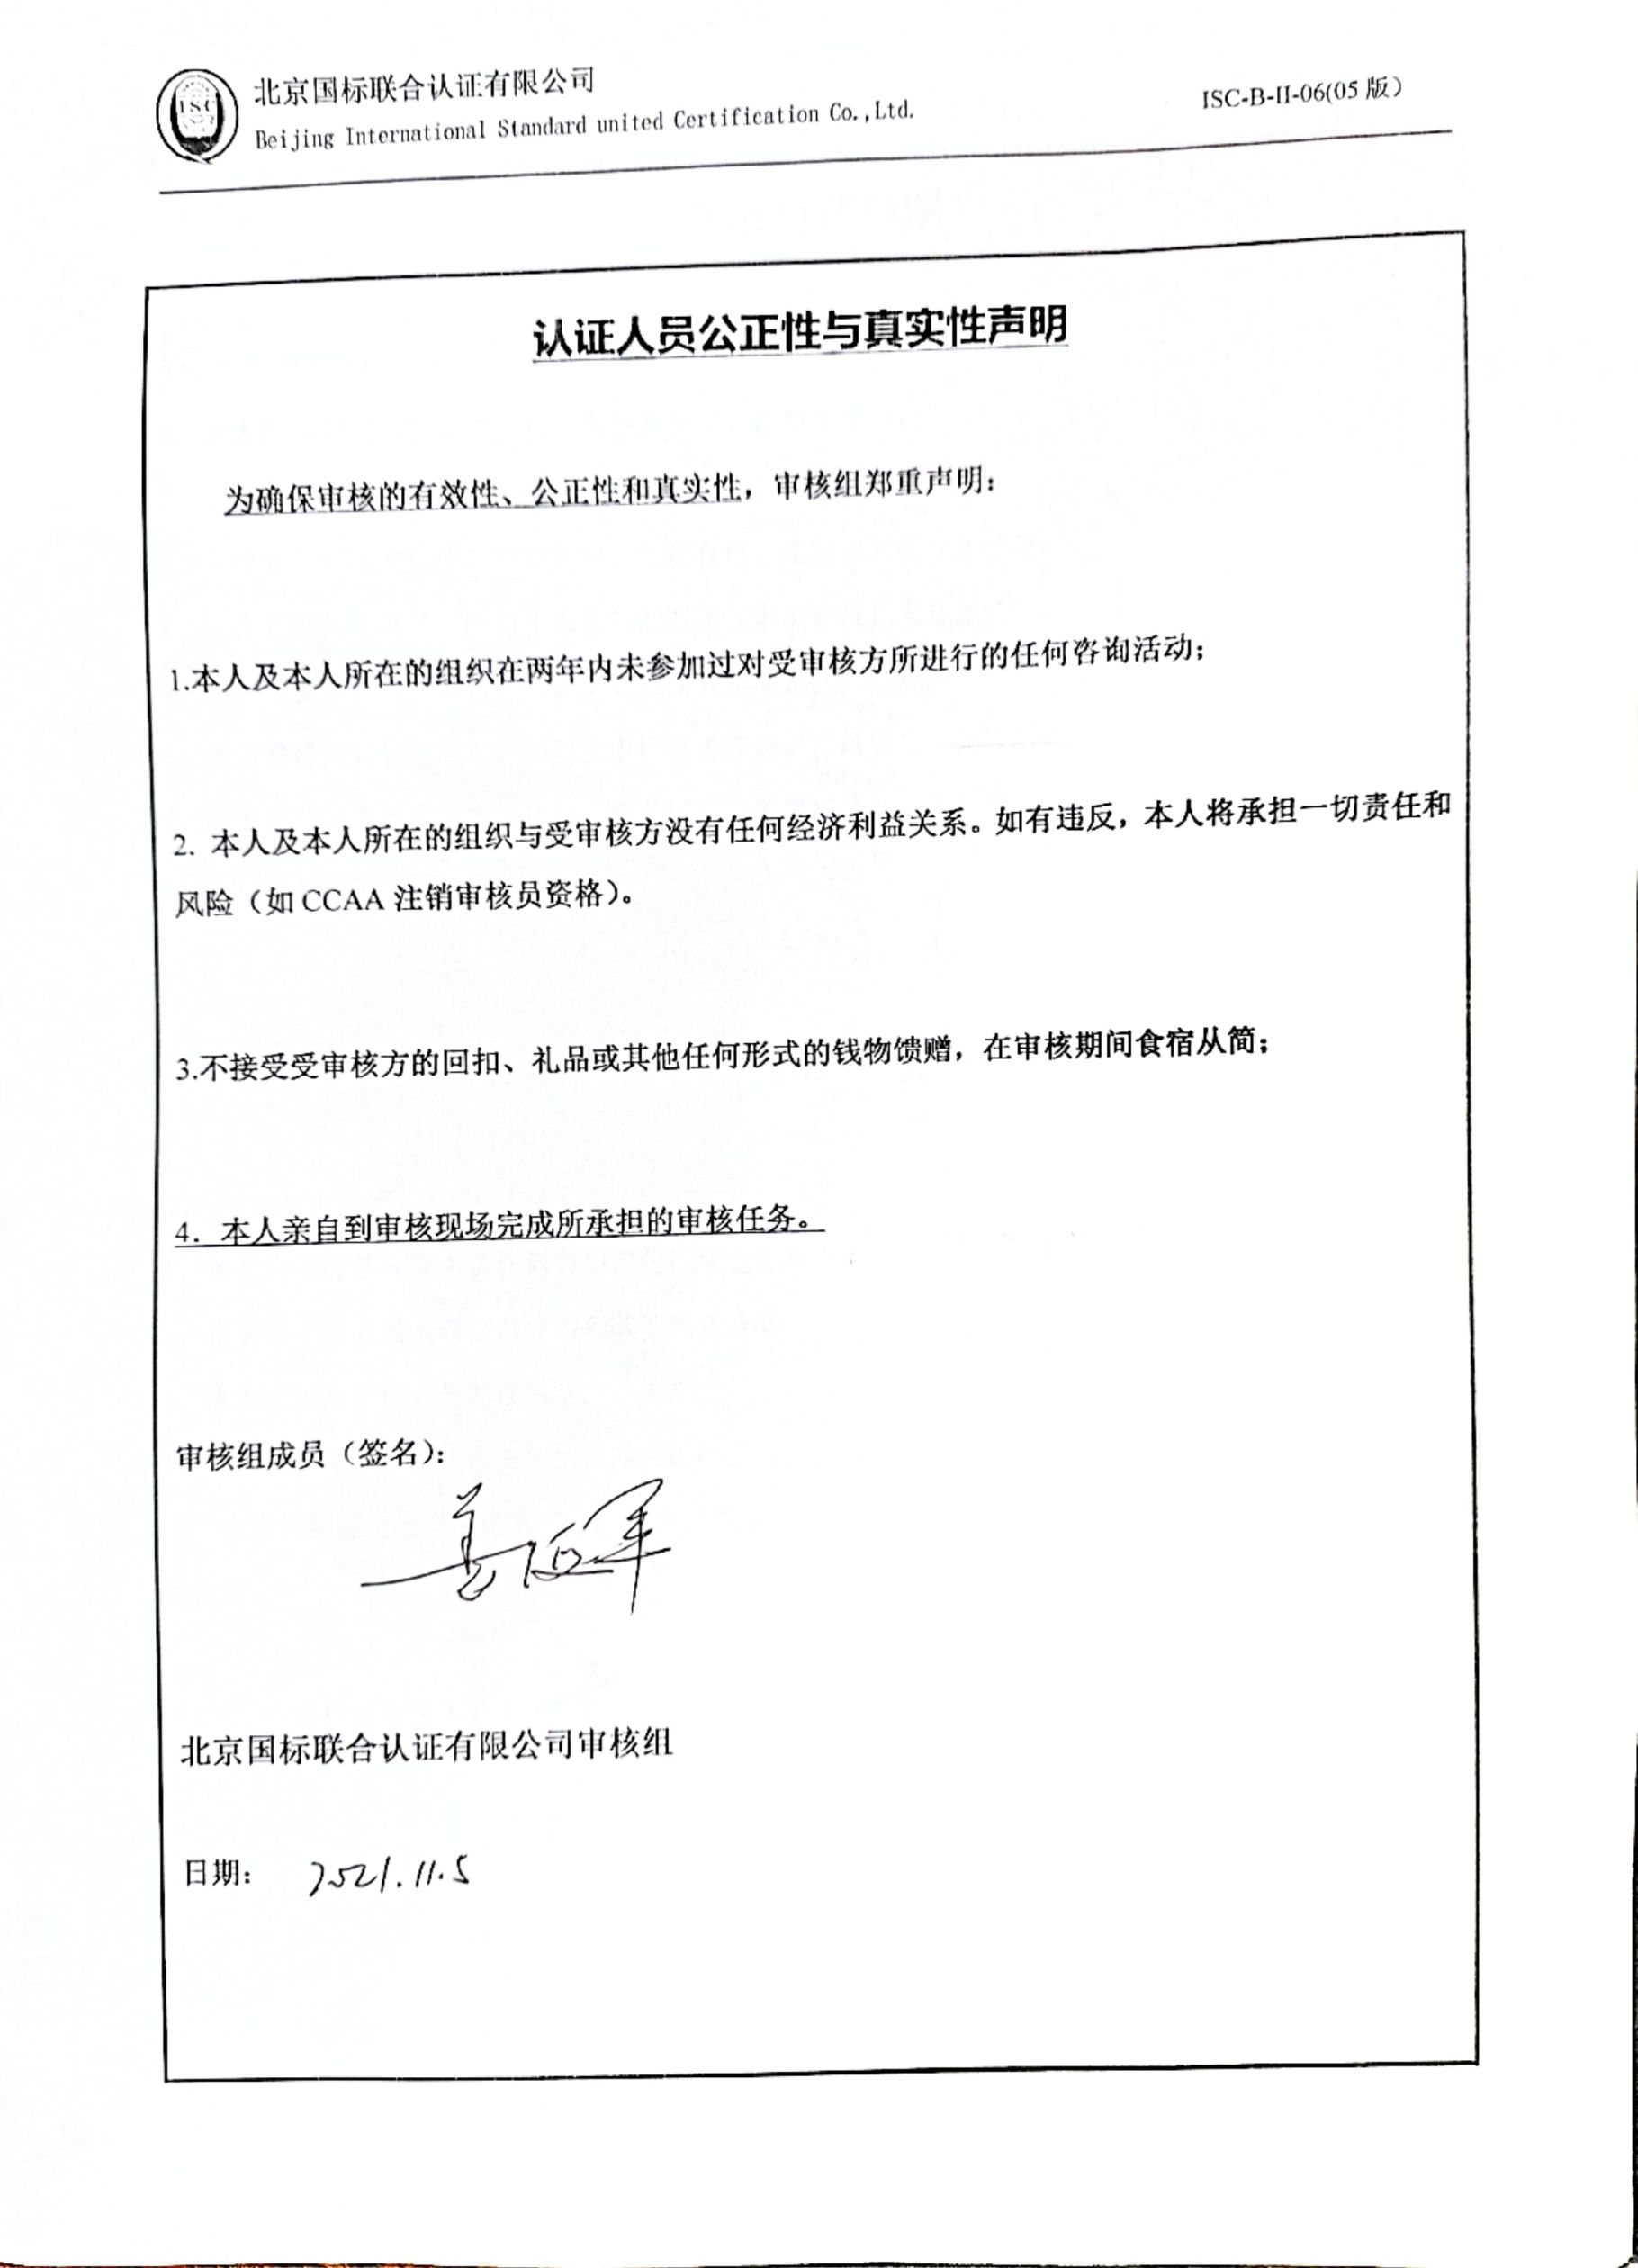 ISC
北京国标联合认证有限公司
Beijing International Standard united Certification Co.,Ltd.
ISC-B-II-06(05 版)
认证人员公正性与真实性声明
为确保审核的有效性、公正性和真实性，审核组郑重声明：
1.本人及本人所在的组织在两年内未参加过对受审核方所进行的任何咨询活动；
2. 本人及本人所在的组织与受审核方没有任何经济利益关系。如有违反，本人将承担一切责任和
风险（如 CCAA 注销审核员资格）。
3.不接受受审核方的回扣、礼品或其他任何形式的钱物馈赠，在审核期间食宿从简；
4. 本人亲自到审核现场完成所承担的审核任务。
审核组成员（签名）：
北京国标联合认证有限公司审核组
日期： 2021.11.5